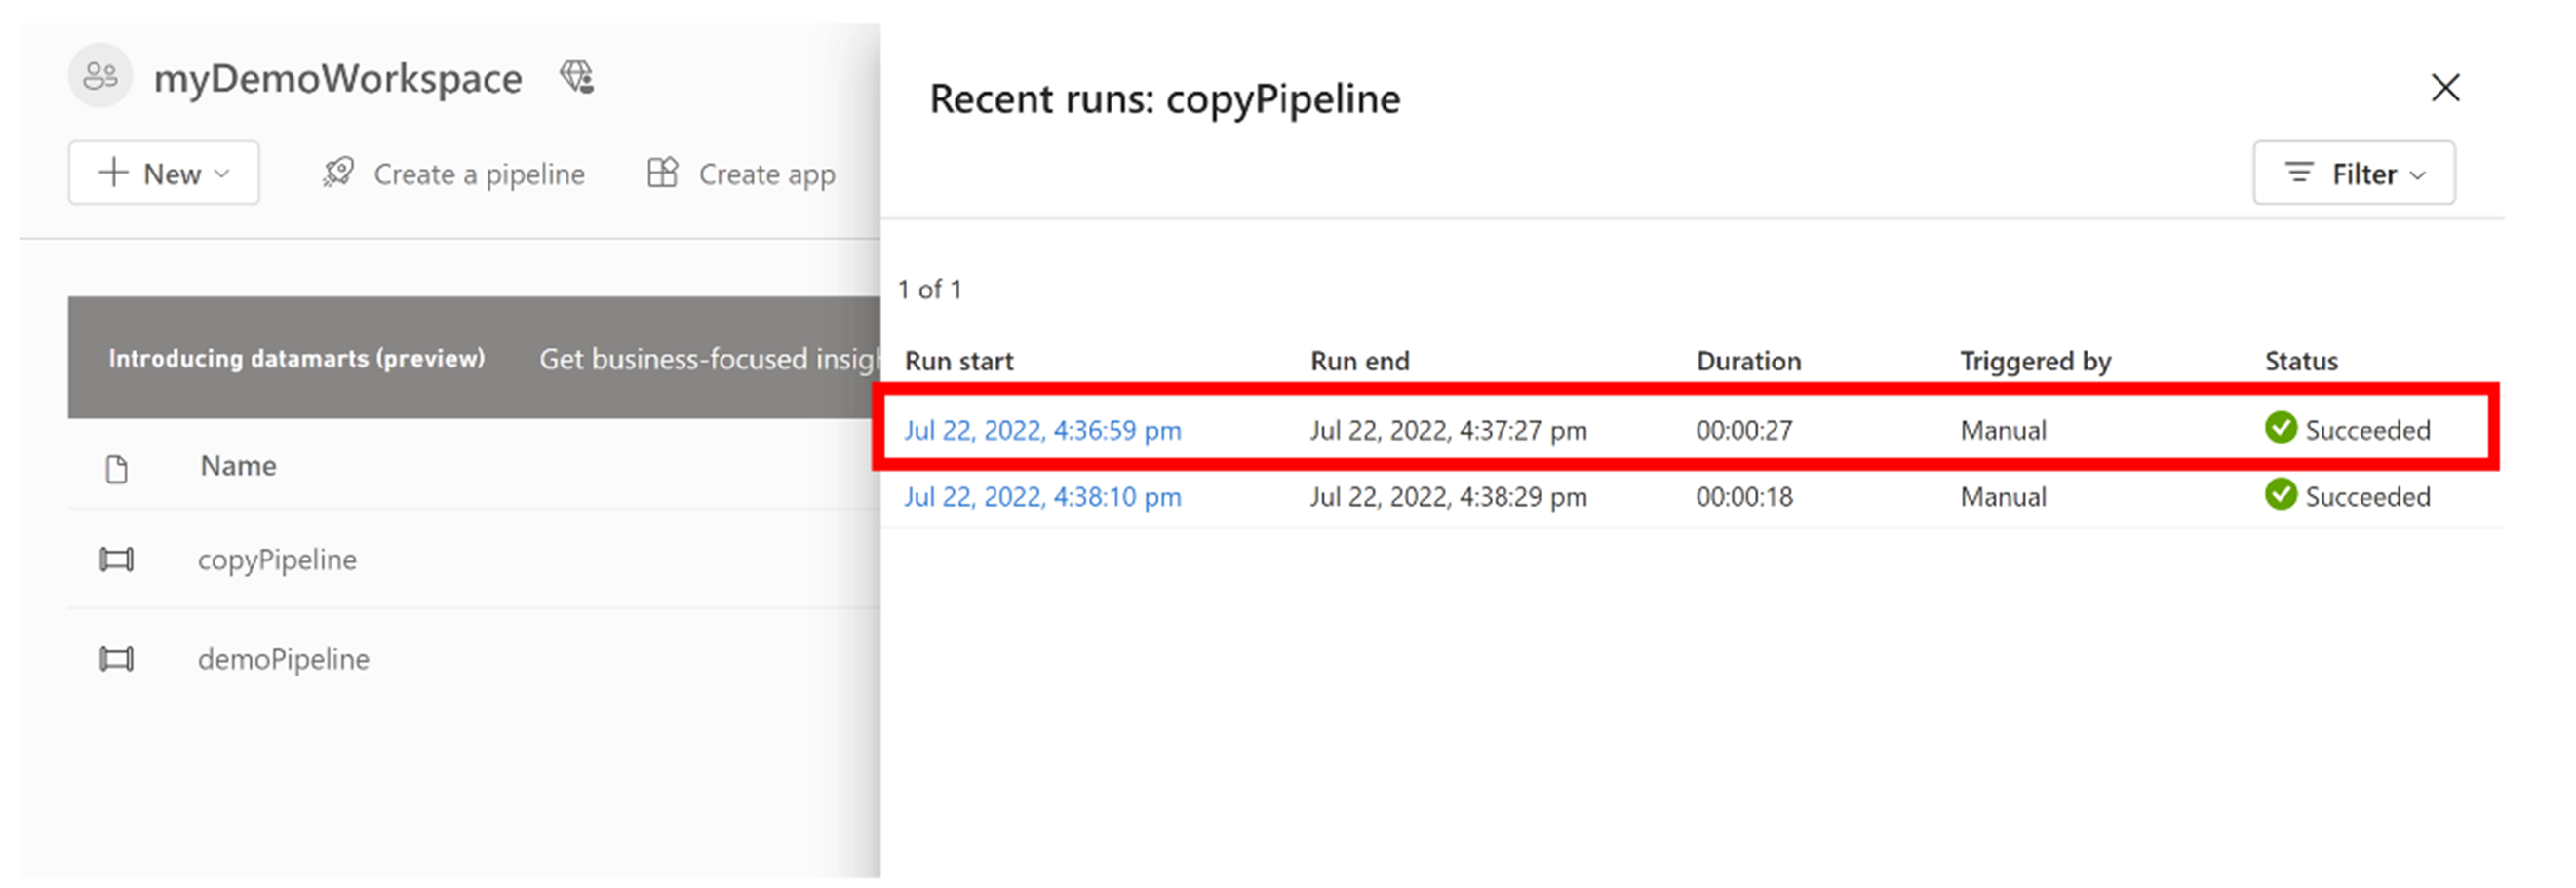 myDemoWorkspace
New
Create a pipeline
Create app
Introducing datamarts (preview)
Get business-focused
Name
copyPipeline
demoPipeline
Recent runs: copyPipeline
Filter
1 of 1
Run start Run end Duration Triggered by Status
Jul 22, 2022, 4:36:59 pm Jul 22, 2022, 4:37:27 pm 00:00:27 Manual Succeeded
Jul 22, 2022, 4:38:10 pm Jul 22, 2022, 4:38:29 pm 00:00:18 Manual Succeeded